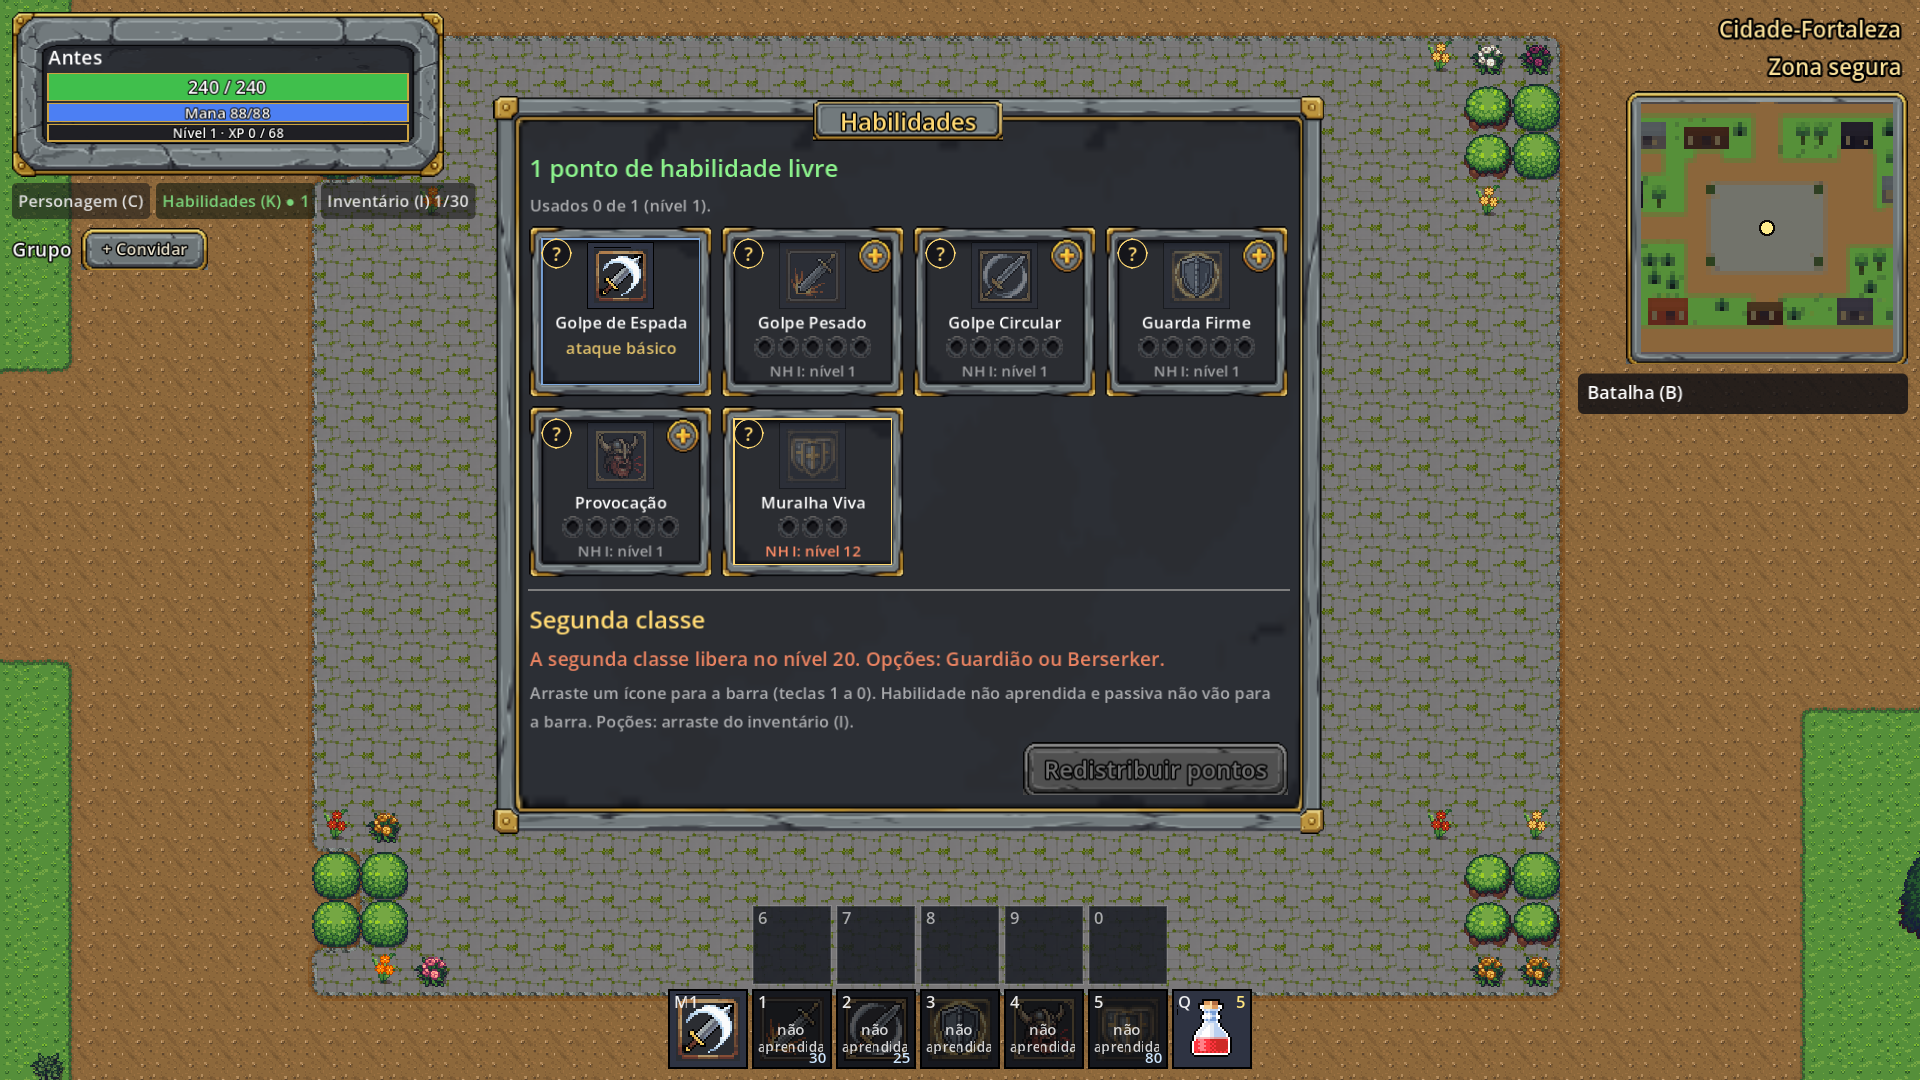 Antes
240 / 240
Mana 88/88
Nível 1 · XP 0 / 68
Personagem (C)
Habilidades (K) ● 1
Inventário (I) 1/30
Grupo
+ Convidar
Cidade-Fortaleza
Zona segura
Batalha (B)
Habilidades
1 ponto de habilidade livre
Usados 0 de 1 (nível 1).
?
Golpe de Espada
ataque básico
?
+
Golpe Pesado
NH I: nível 1
?
+
Golpe Circular
NH I: nível 1
?
+
Guarda Firme
NH I: nível 1
?
+
Provocação
NH I: nível 1
?
Muralha Viva
NH I: nível 12
Segunda classe
A segunda classe libera no nível 20. Opções: Guardião ou Berserker.
Arraste um ícone para a barra (teclas 1 a 0). Habilidade não aprendida e passiva não vão para
a barra. Poções: arraste do inventário (I).
Redistribuir pontos
6
7
8
9
0
M1
1
não
aprendida
30
2
não
aprendida
25
3
não
aprendida
4
não
aprendida
5
não
aprendida
80
Q
5